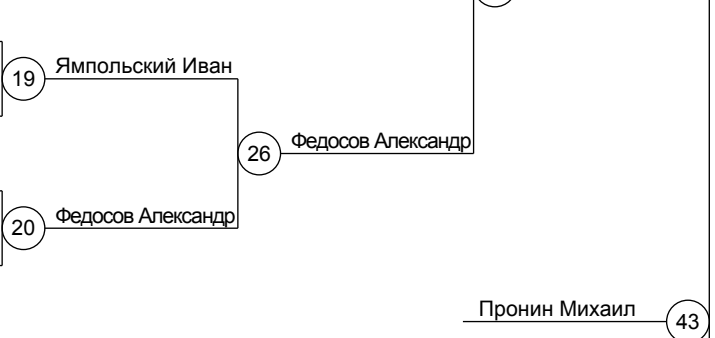 19 Ямпольский Иван
26 Федосов Александр
20 Федосов Александр
Пронин Михаил 43